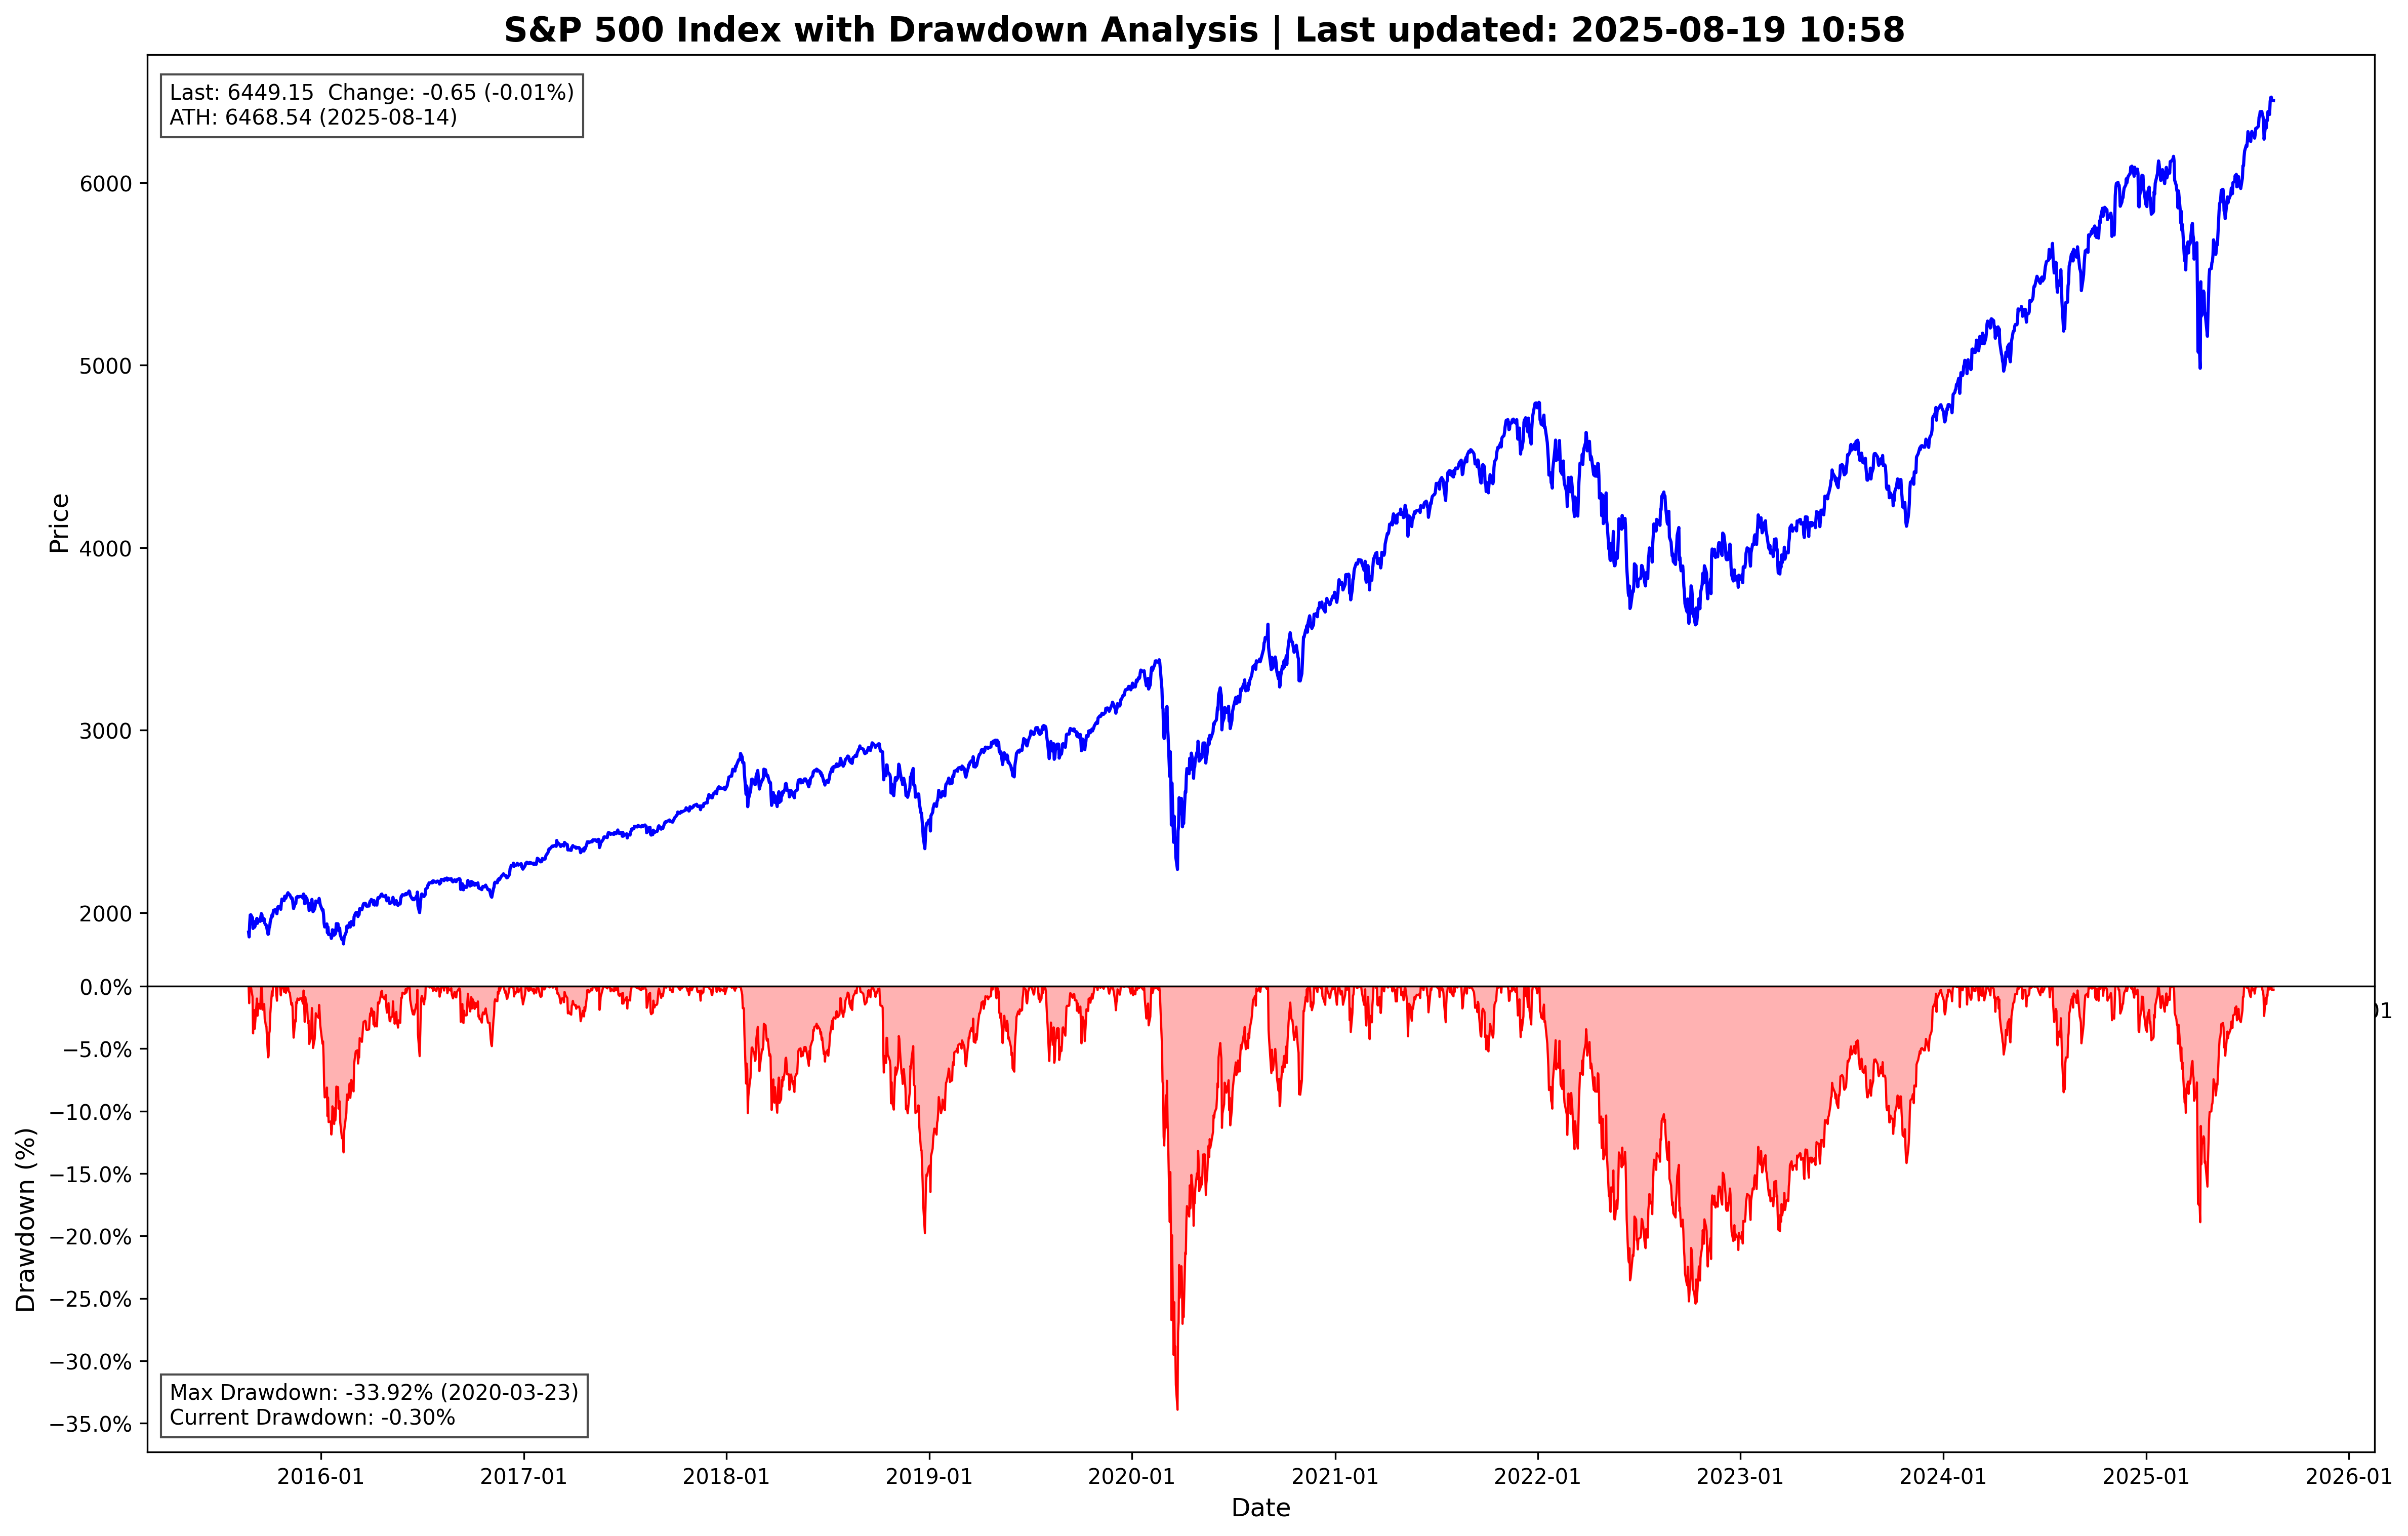 S&P 500 Index with Drawdown Analysis | Last updated: 2025-08-19 10:58
Last: 6449.15  Change: -0.65 (-0.01%)
ATH: 6468.54 (2025-08-14)
6000
5000
Price
4000
3000
2000
0.0%
01
−5.0%
−10.0%
−15.0%
Drawdown (%)
−20.0%
−25.0%
−30.0%
−35.0%
Max Drawdown: -33.92% (2020-03-23)
Current Drawdown: -0.30%
2016-01 2017-01 2018-01 2019-01 2020-01 2021-01 2022-01 2023-01 2024-01 2025-01 2026-01
Date